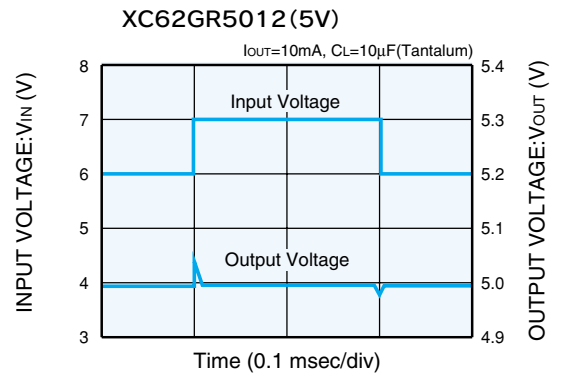 XC62GR5012(5V)
IOUT=10mA, CL=10μF(Tantalum)
INPUT VOLTAGE:VIN (V)
8
7
6
5
4
3
Input Voltage
Output Voltage
5.4
5.3
5.2
5.1
5.0
4.9
OUTPUT VOLTAGE:VOUT (V)
Time (0.1 msec/div)